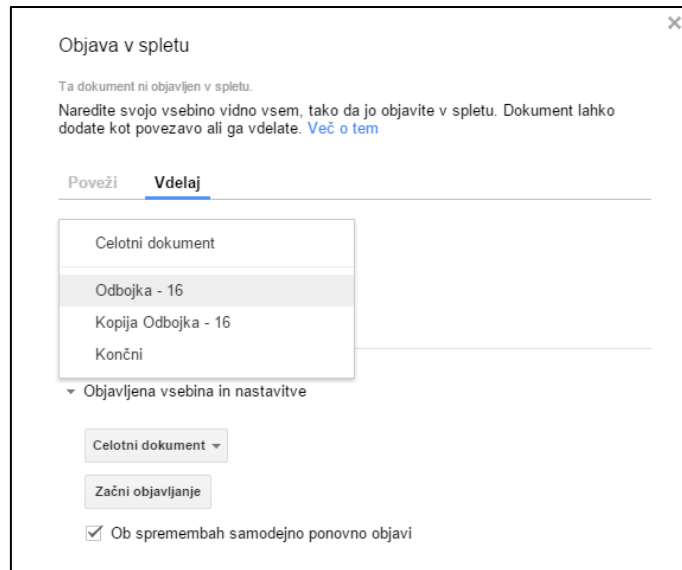 Objava v spletu
Ta dokument ni objavljen v spletu.
Naredite svojo vsebino vidno vsem, tako da jo objavite v spletu. Dokument lahko
dodate kot povezavo ali ga vdelate. Več o tem
Poveži Vdelaj
Celotni dokument
Odbojka - 16
Kopija Odbojka - 16
Končni
Objavljena vsebina in nastavitve
Celotni dokument
Začni objavljanje
Ob spremembah samodejno ponovno objavi